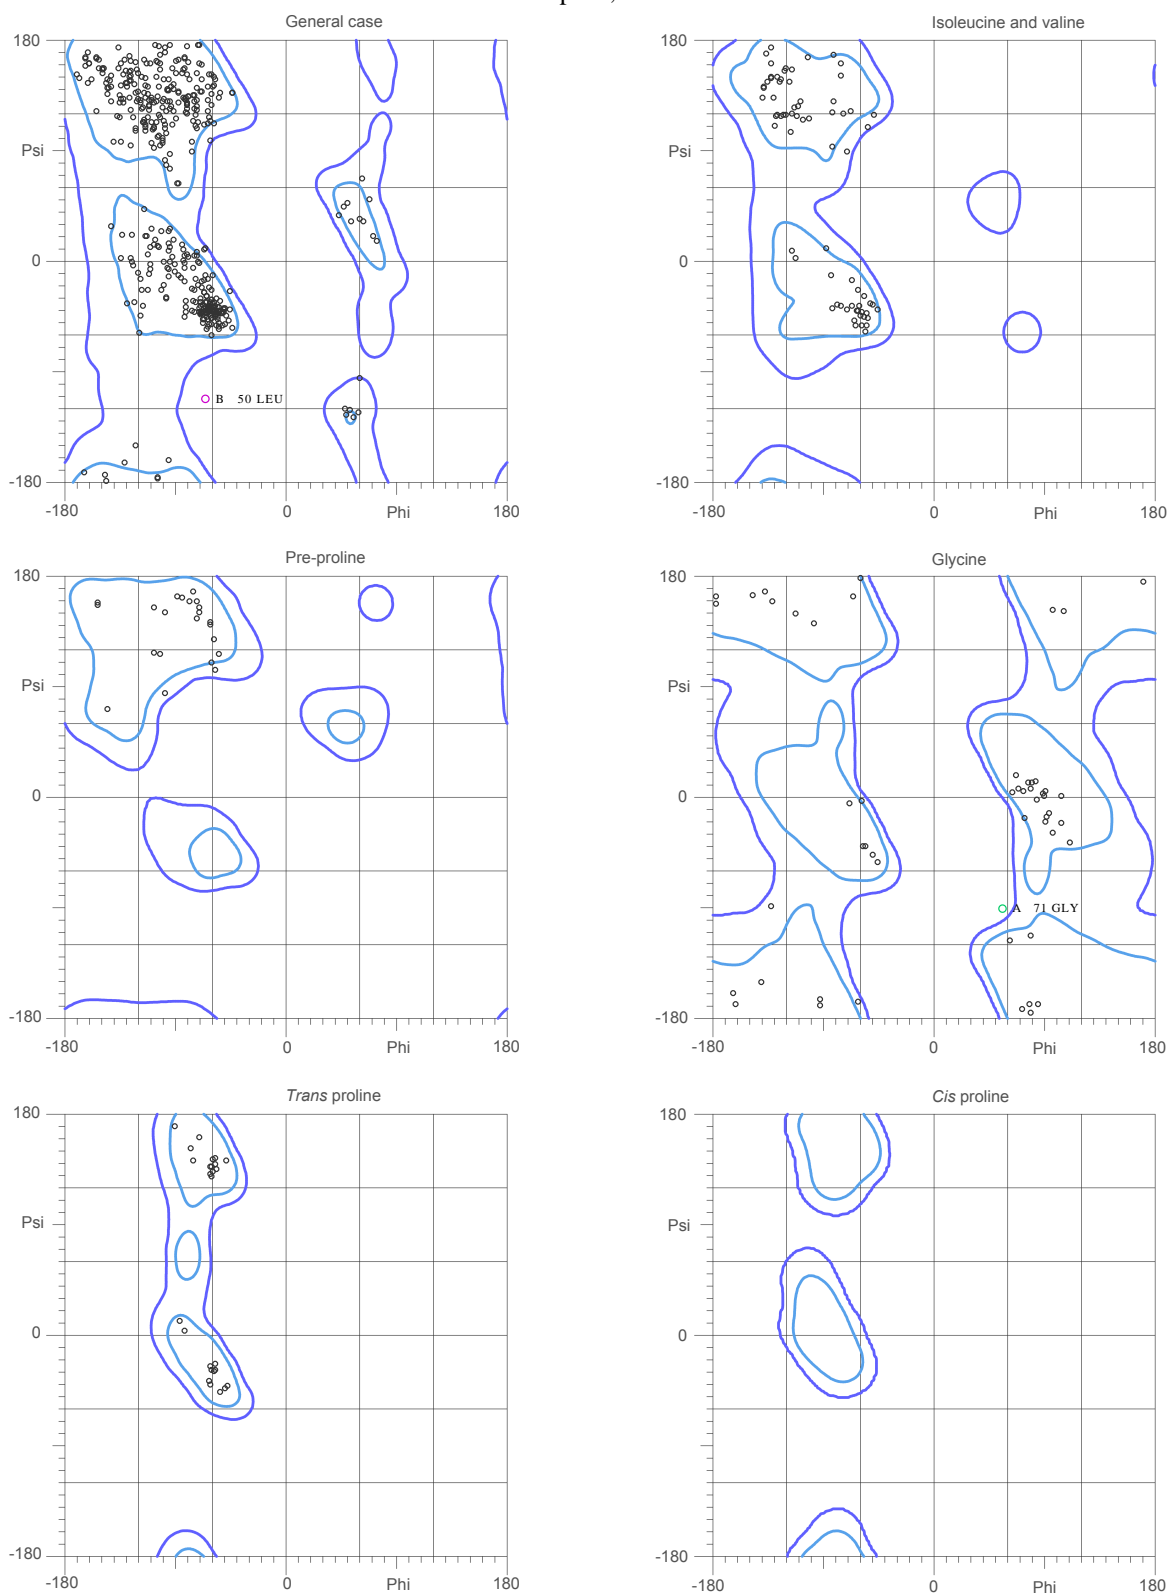 General case
Isoleucine and valine
180
180
Psi
Psi
0
0
B 50 LEU
-180
-180
-180
0
Phi
180
-180
0
Phi
180
Pre-proline
Glycine
180
180
Psi
Psi
0
0
A 71 GLY
-180
-180
-180
0
Phi
180
-180
0
Phi
180
Trans proline
Cis proline
180
180
Psi
Psi
0
0
-180
-180
-180
0
Phi
180
-180
0
Phi
180